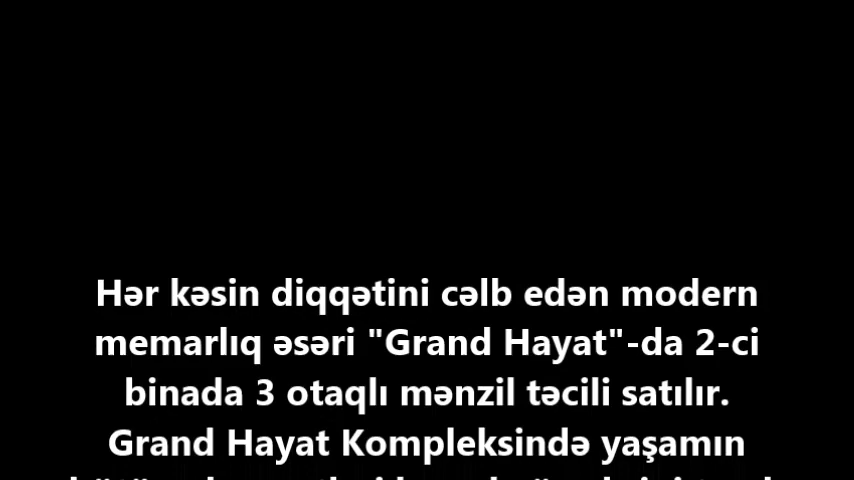 Hər kəsin diqqətini cəlb edən modern
memarlıq əsəri "Grand Hayat"-da 2-ci
binada 3 otaqlı mənzil təcili satılır.
Grand Hayat Kompleksində yaşamın